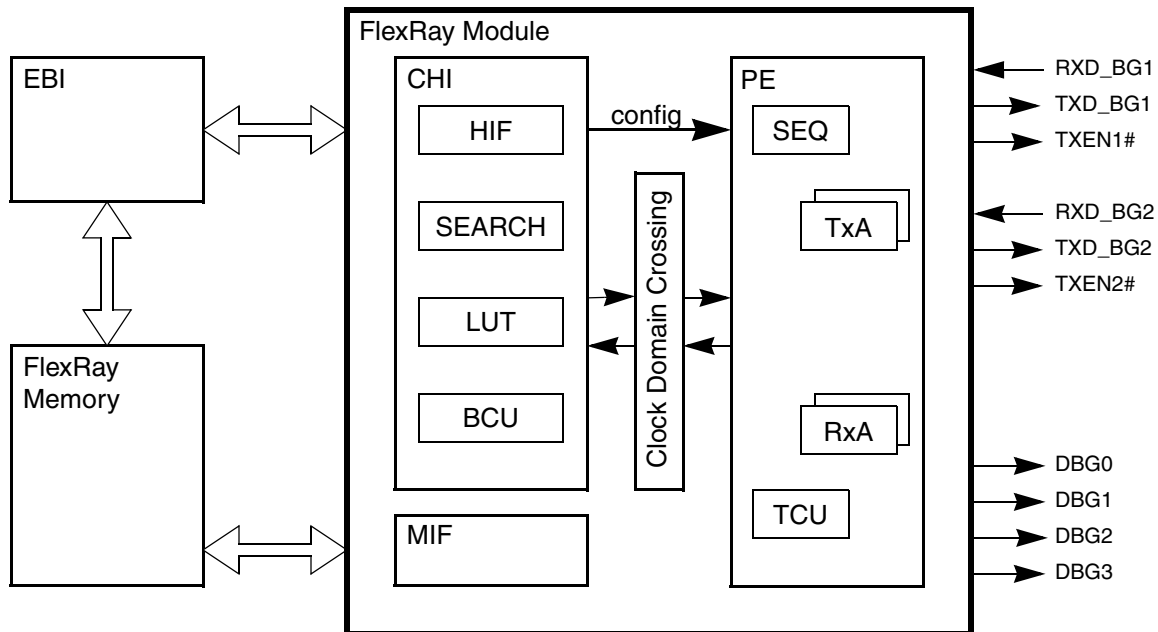 FlexRay Module
EBI
CHI
PE
HIF
config
SEQ
SEARCH
TxA
LUT
Clock Domain Crossing
FlexRay
Memory
BCU
RxA
MIF
TCU
RXD_BG1
TXD_BG1
TXEN1#
RXD_BG2
TXD_BG2
TXEN2#
DBG0
DBG1
DBG2
DBG3